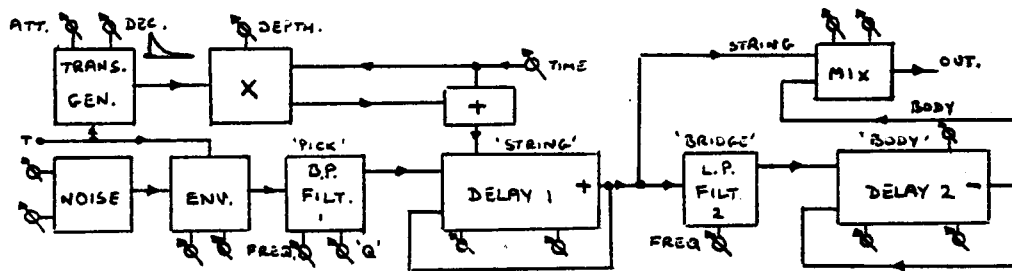 ATT. DEC. DEPTH.
TRANS.
GEN.
X
TIME
+
STRING
MIX
OUT.
BODY
T
'PICK' 'STRING' 'BRIDGE' 'BODY'
NOISE
ENV.
B.P.
FILT.
1
DELAY 1 +
L.P.
FILT.
2
DELAY 2 -
FREQ. 'Q'
FREQ